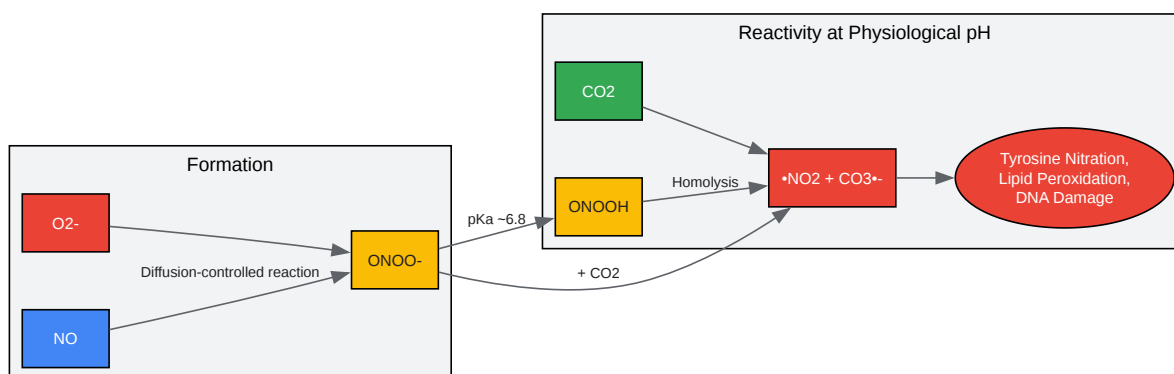 Reactivity at Physiological pH
CO2
Formation
O2-
NO
Diffusion-controlled reaction
ONOO-
pKa ~6.8
+ CO2
ONOOH
Homolysis
•NO2 + CO3•-
Tyrosine Nitration,
Lipid Peroxidation,
DNA Damage